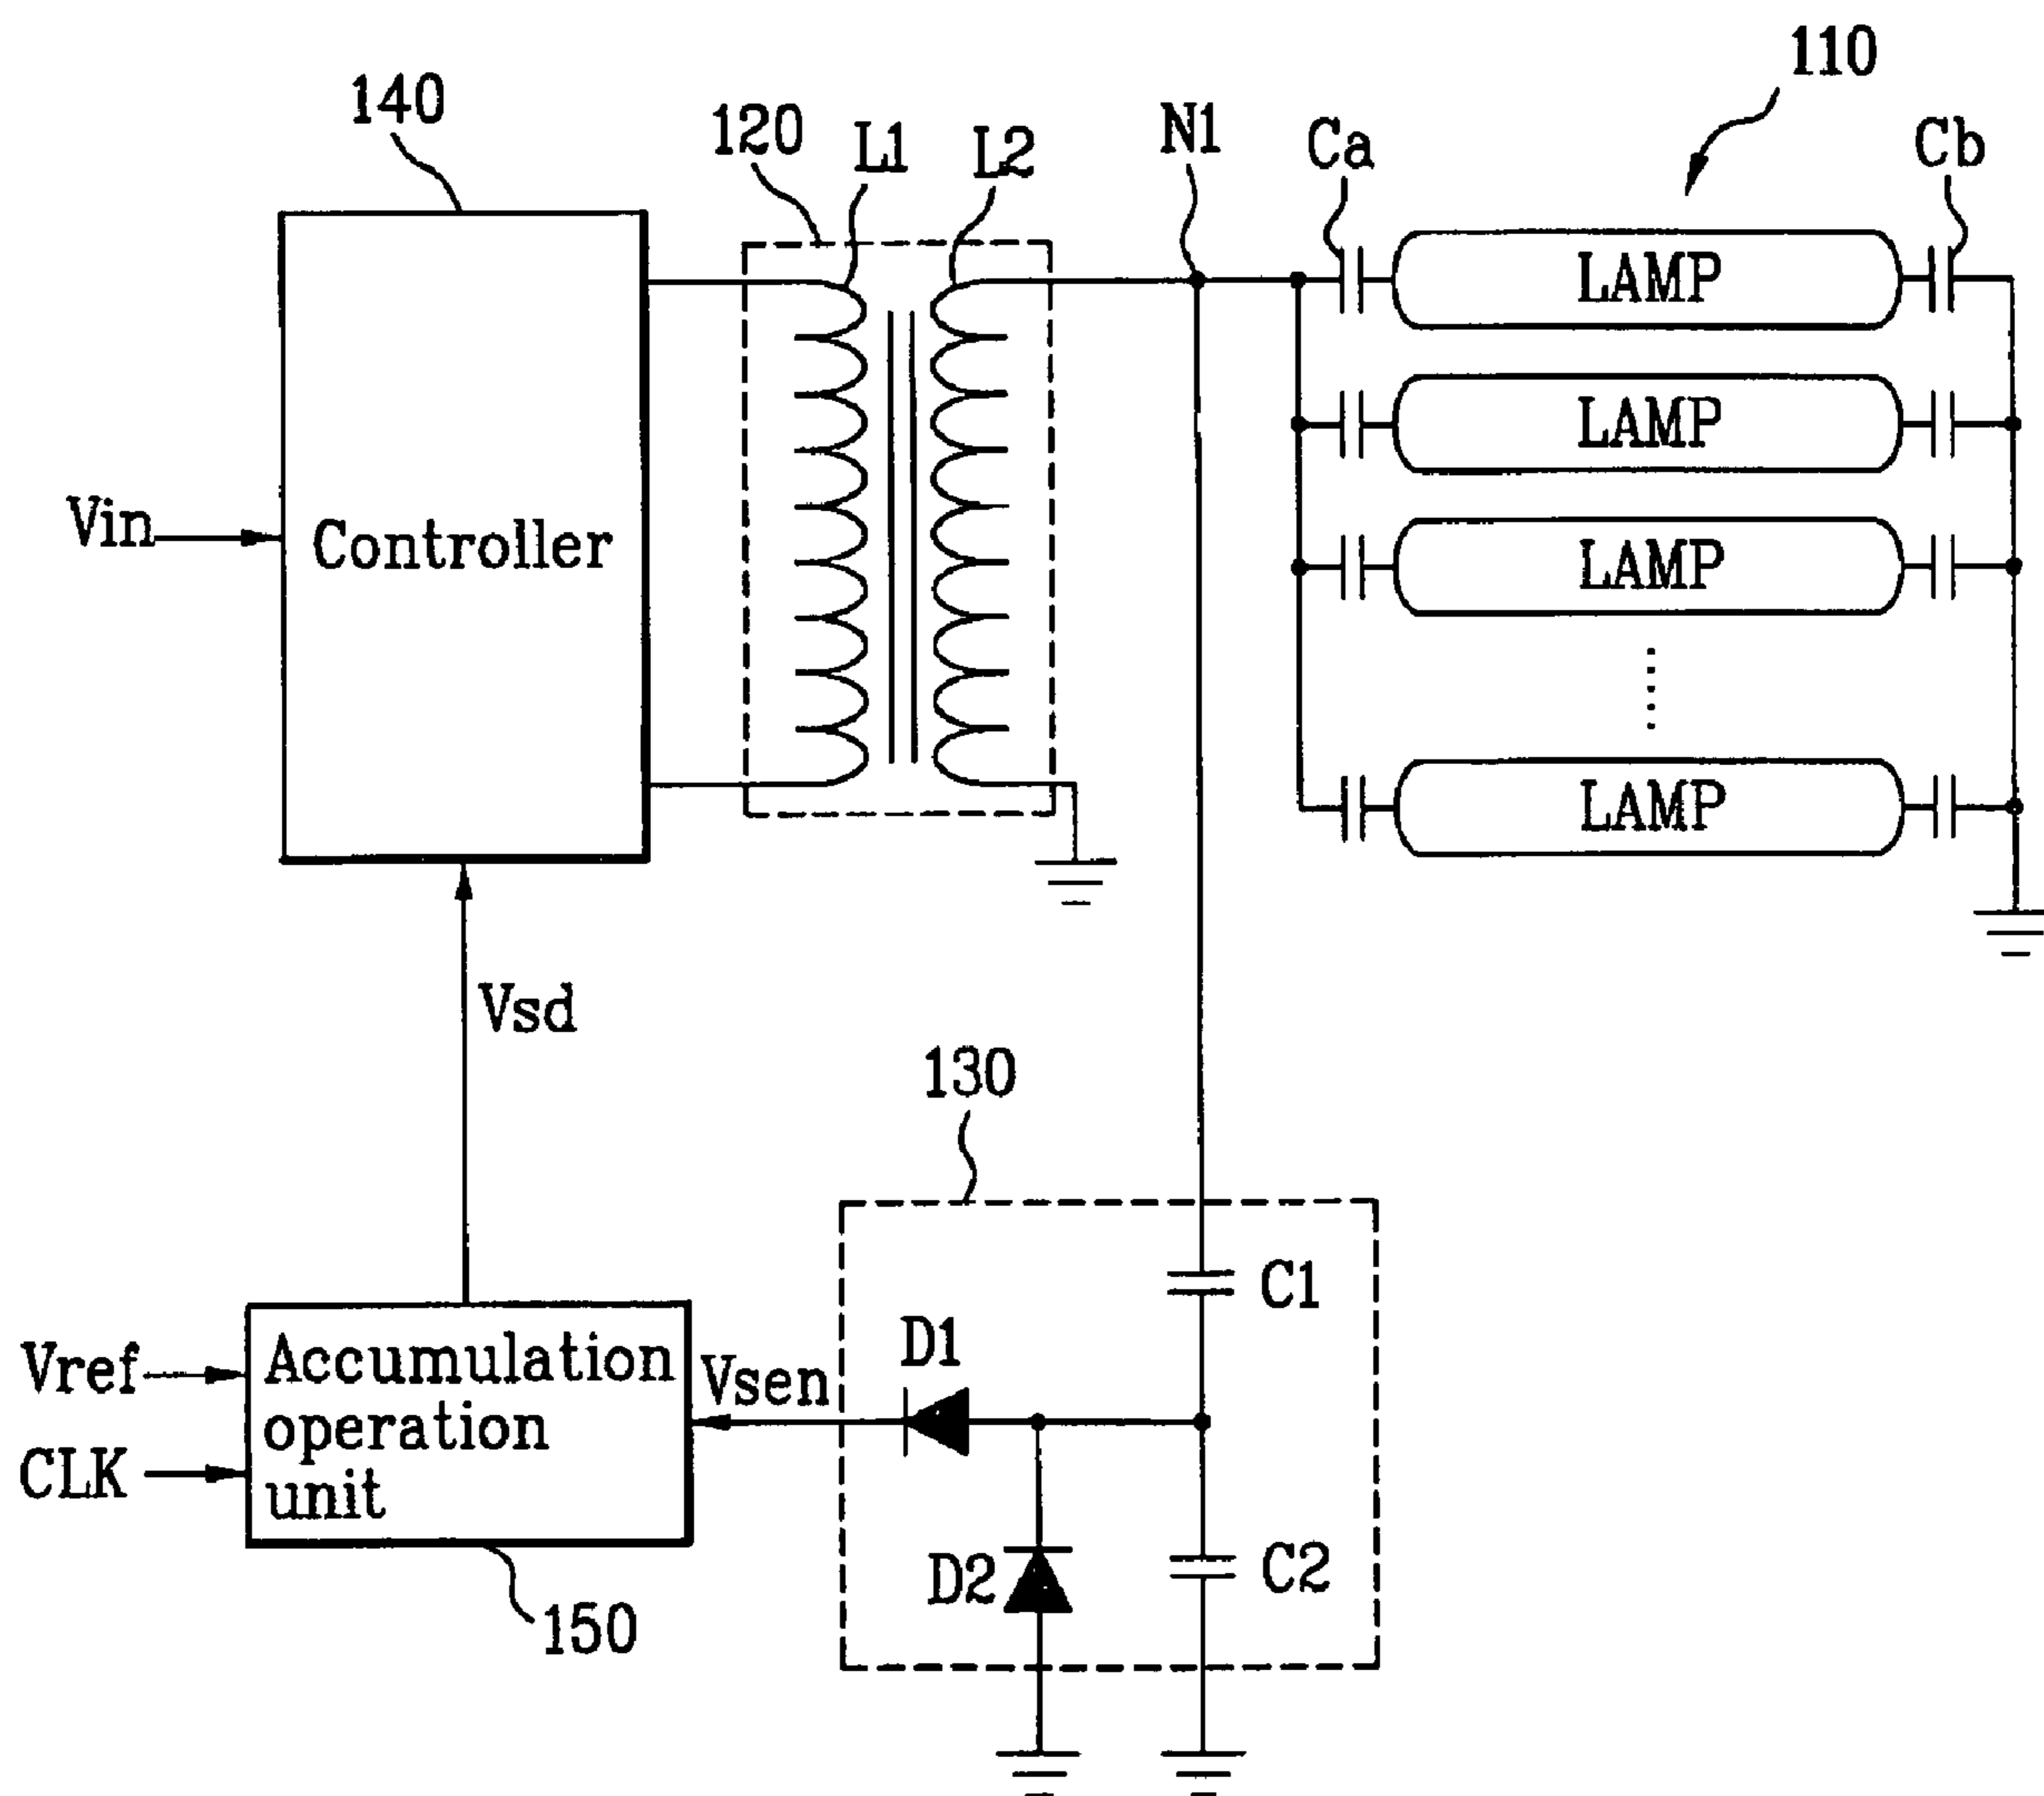 110
140
120
L1
L2
N1
Ca
Cb
LAMP
LAMP
Vin
Controller
LAMP
LAMP
Vsd
130
C1
D1
Vref
Accumulation
operation
unit
Vsen
CLK
D2
C2
150